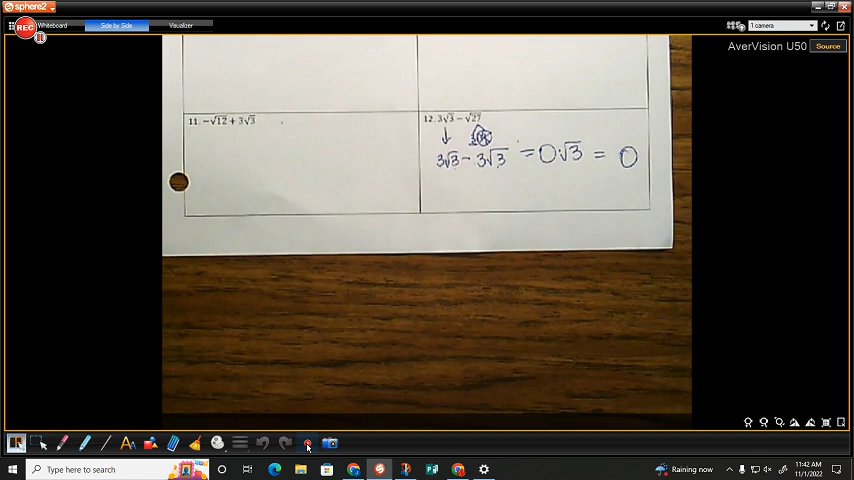 sphere2
REC
Whiteboard
Side by Side
Visualizer
1 camera
AverVision U50
Source
11. −√12 + 3√3
12. 3√3 − √27
3√3 − 3√3 = 0·√3 = 0
Type here to search
Raining now
11:42 AM
11/1/2022